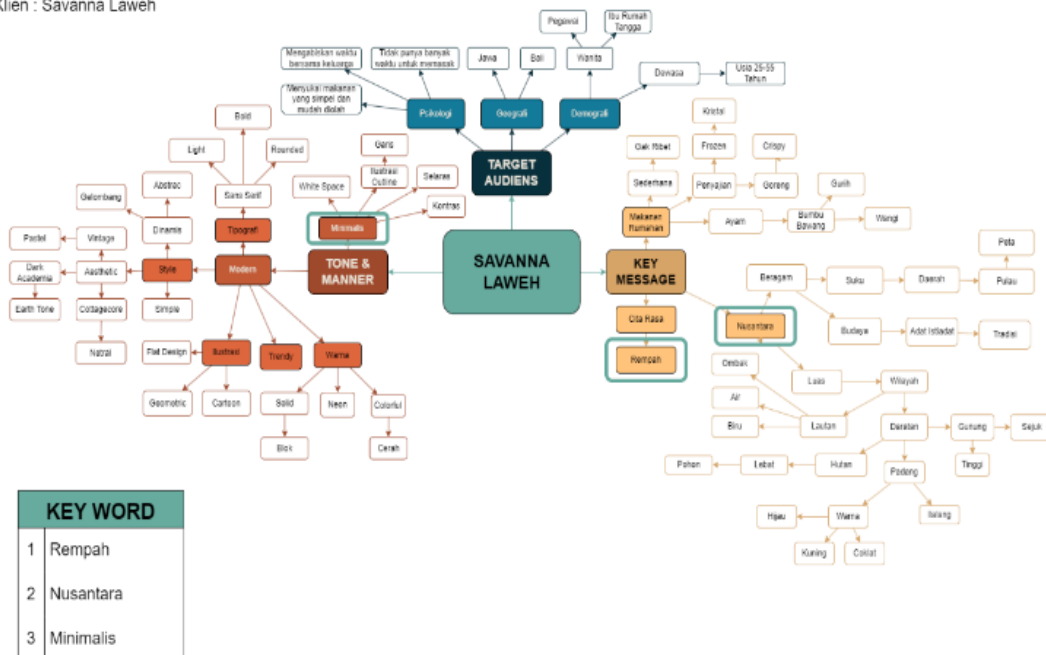 Klien : Savanna Laweh
Pegawai
Ibu Rumah
Tangga
Mengabiskan waktu
bersama keluarga
Tidak punya banyak
waktu untuk memasak
Jawa
Bali
Wanita
Dewasa
Usia 25-55
Tahun
Menyukai makanan
yang simpel dan
mudah diolah
Psikologi
Geografi
Demografi
TARGET
AUDIENS
Bold
Light
Rounded
Sans Serif
Tipografi
Abstrac
Gelombang
Dinamis
Pastel
Vintage
Dark
Academia
Aasthetic
Style
Modern
Earth Tone
Cottagecore
Simple
Natral
Garis
White Space
Ilustrasi
Outline
Selaras
Kontras
Minimalis
TONE &
MANNER
Flat Design
Ilustrasi
Trendy
Warna
Geometric
Cartoon
Solid
Neon
Colorful
Blok
Cerah
SAVANNA
LAWEH
Kristal
Gak Ribet
Frozen
Crispy
Sederhana
Penyajian
Goreng
Gurih
Makanan
Rumahan
Ayam
Bumbu
Bawang
Wangi
KEY
MESSAGE
Cita Rasa
Rempah
Nusantara
Beragam
Suku
Daerah
Pulau
Peta
Budaya
Adat Istiadat
Tradisi
Ombak
Luas
Wilayah
Air
Biru
Lautan
Daratan
Gunung
Sejuk
Pohon
Lebat
Hutan
Padang
Tinggi
Hijau
Warna
Ilalang
Kuning
Coklat
KEY WORD
1 Rempah
2 Nusantara
3 Minimalis